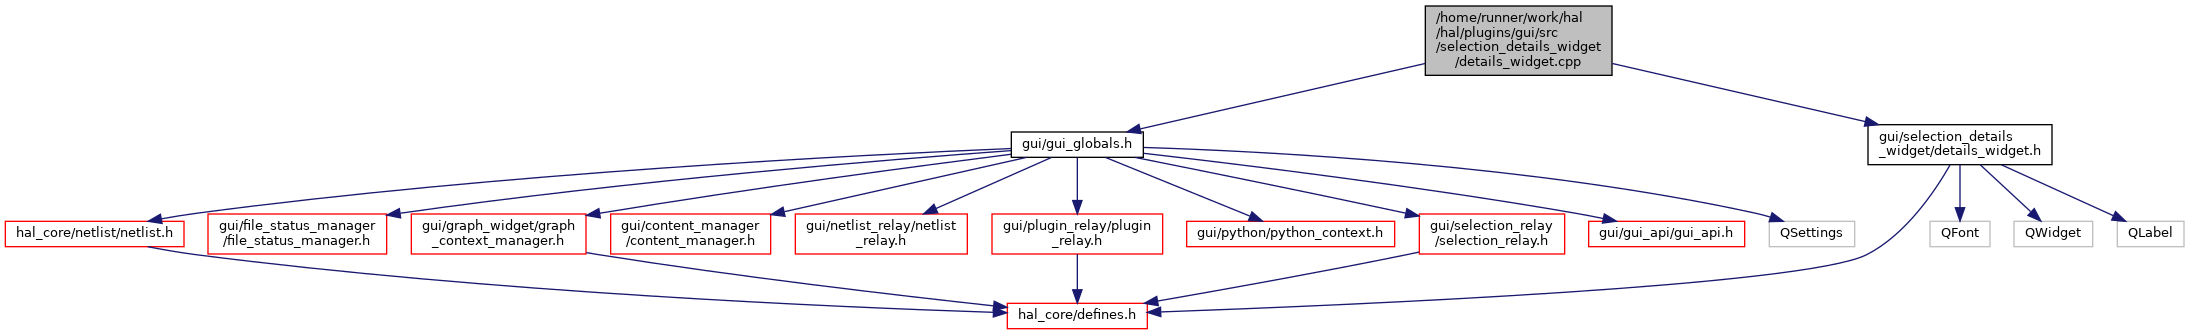 /home/runner/work/hal
/hal/plugins/gui/src
/selection_details_widget
/details_widget.cpp
gui/gui_globals.h
gui/selection_details
_widget/details_widget.h
hal_core/netlist/netlist.h
gui/file_status_manager
/file_status_manager.h
gui/graph_widget/graph
_context_manager.h
gui/content_manager
/content_manager.h
gui/netlist_relay/netlist
_relay.h
gui/plugin_relay/plugin
_relay.h
gui/python/python_context.h
gui/selection_relay
/selection_relay.h
gui/gui_api/gui_api.h
QSettings
QFont
QWidget
QLabel
hal_core/defines.h